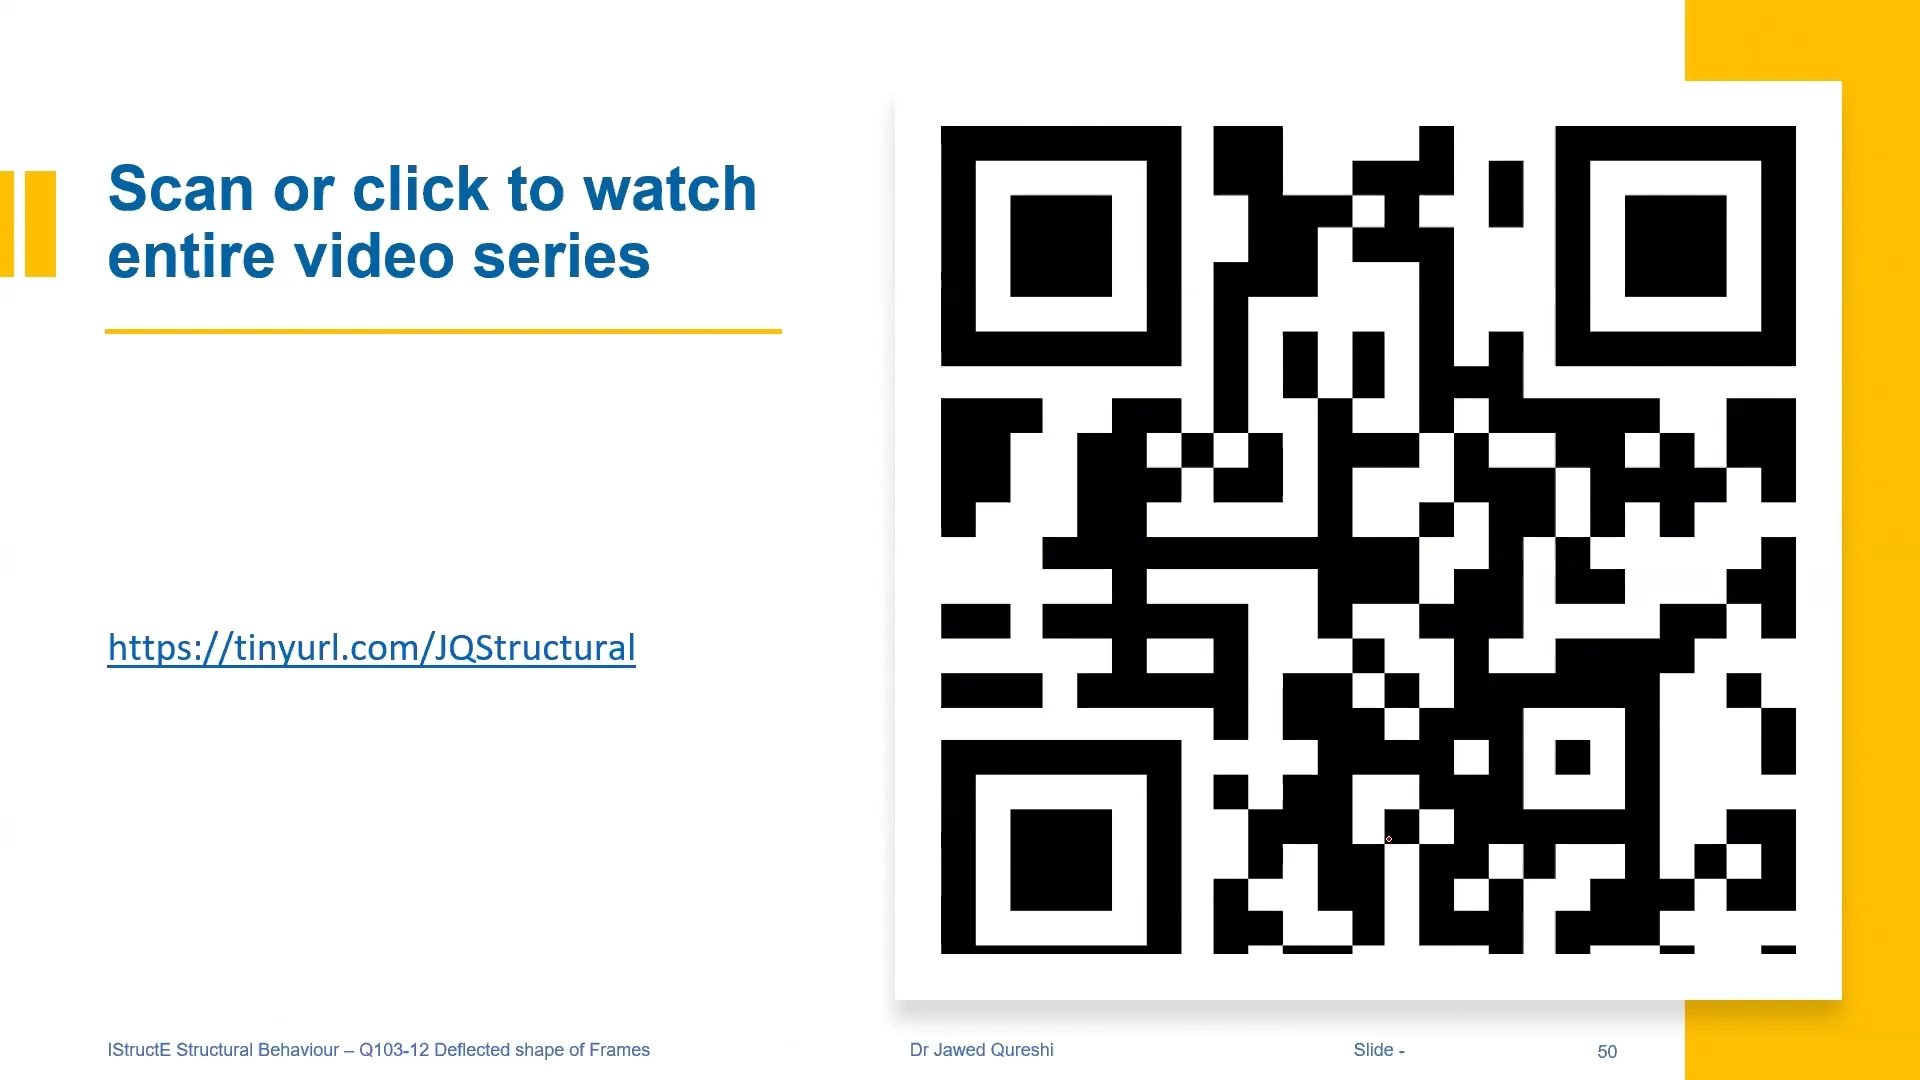 Scan or click to watch
entire video series
https://tinyurl.com/JQStructural
IStructE Structural Behaviour – Q103-12 Deflected shape of Frames
Dr Jawed Qureshi
Slide -
50